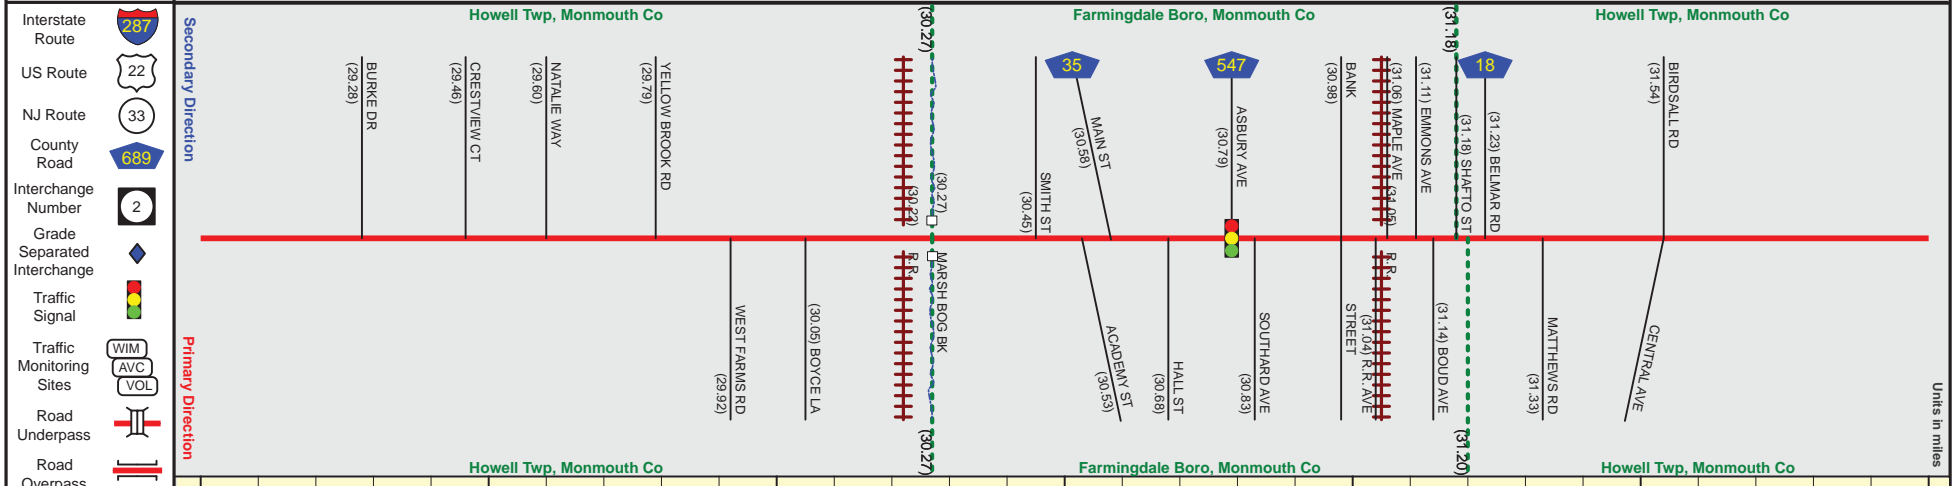 Interstate
Route
287
US Route
22
NJ Route
33
County
Road
689
Interchange
Number
2
Grade
Separated
Interchange
Traffic
Signal
Traffic
Monitoring
Sites
WIM
AVC
VOL
Road
Underpass
Road
Overpass
Secondary Direction
Primary Direction
Howell Twp, Monmouth Co
(30.27)
Farmingdale Boro, Monmouth Co
(31.18)
Howell Twp, Monmouth Co
BURKE DR
(29.28)
CRESTVIEW CT
(29.46)
NATALIE WAY
(29.60)
YELLOW BROOK RD
(29.79)
(30.22)
(30.27)
SMITH ST
(30.45)
35
MAIN ST
(30.58)
547
ASBURY AVE
(30.79)
BANK
(30.98)
(31.06) MAPLE AVE
(31.05)
(31.11) EMMONS AVE
(31.18) SHAFTO ST
18
(31.23) BELMAR RD
BIRDSALL RD
(31.54)
WEST FARMS RD
(29.92)
(30.05) BOYCE LA
R.R.
MARSH BOG BK
ACADEMY ST
(30.53)
HALL ST
(30.68)
SOUTHARD AVE
(30.83)
STREET
(31.04) R.R. AVE
R.R.
(31.14) BOUD AVE
MATTHEWS RD
(31.33)
CENTRAL AVE
Units in miles
Howell Twp, Monmouth Co
(30.27)
Farmingdale Boro, Monmouth Co
(31.20)
Howell Twp, Monmouth Co